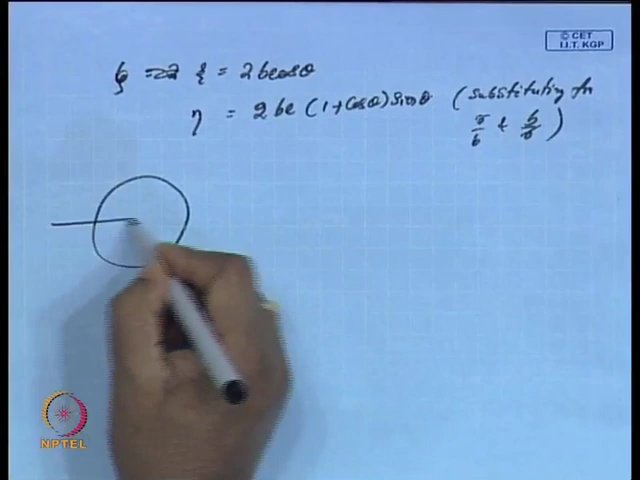 © CET
I.I.T. KGP
ξ = 2b cosθ
η = 2be (1+cosθ) sinθ (substituting for
r/b & b/r)
NPTEL